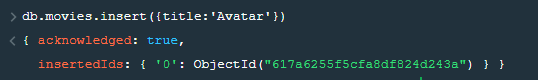 > db.movies.insert({title:'Avatar'})
< { acknowledged: true,
insertedIds: { '0': ObjectId("617a6255f5cfa8df824d243a") } }